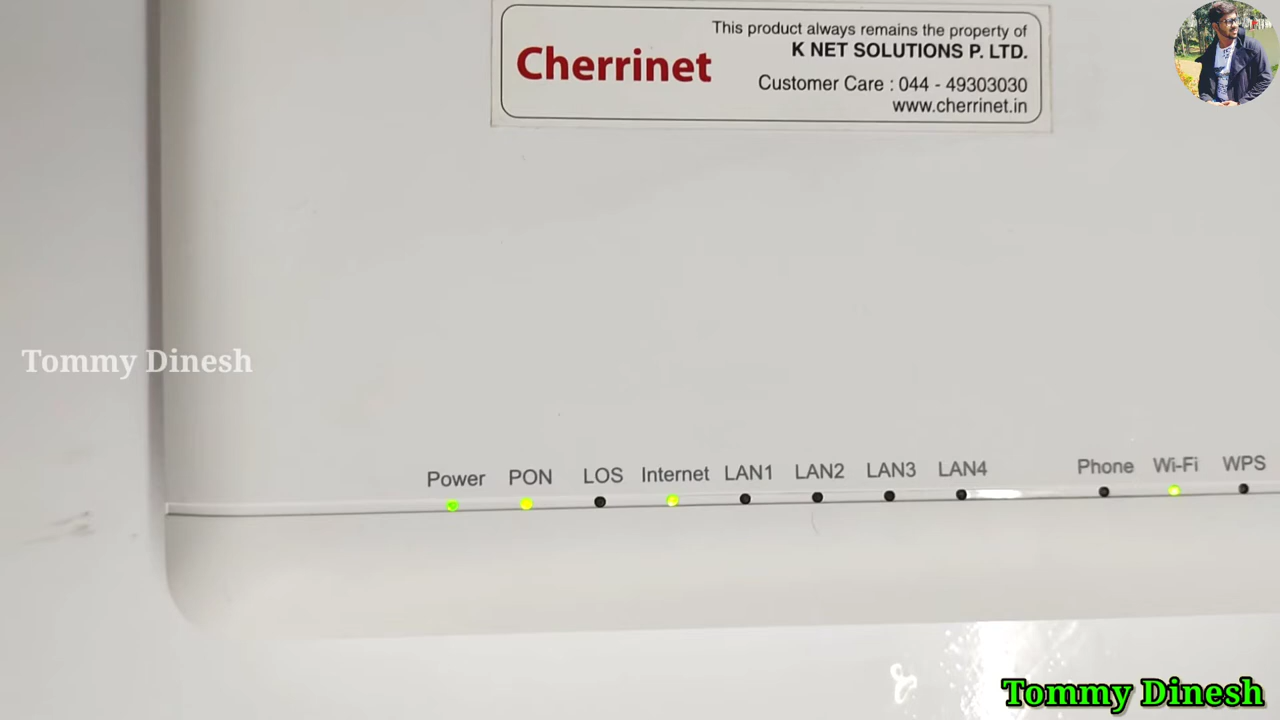 This product always remains the property of
K NET SOLUTIONS P. LTD.
Cherrinet
Customer Care : 044 - 49303030
www.cherrinet.in
Tommy Dinesh
Power PON LOS Internet LAN1 LAN2 LAN3 LAN4 Phone Wi-Fi WPS
Tommy Dinesh